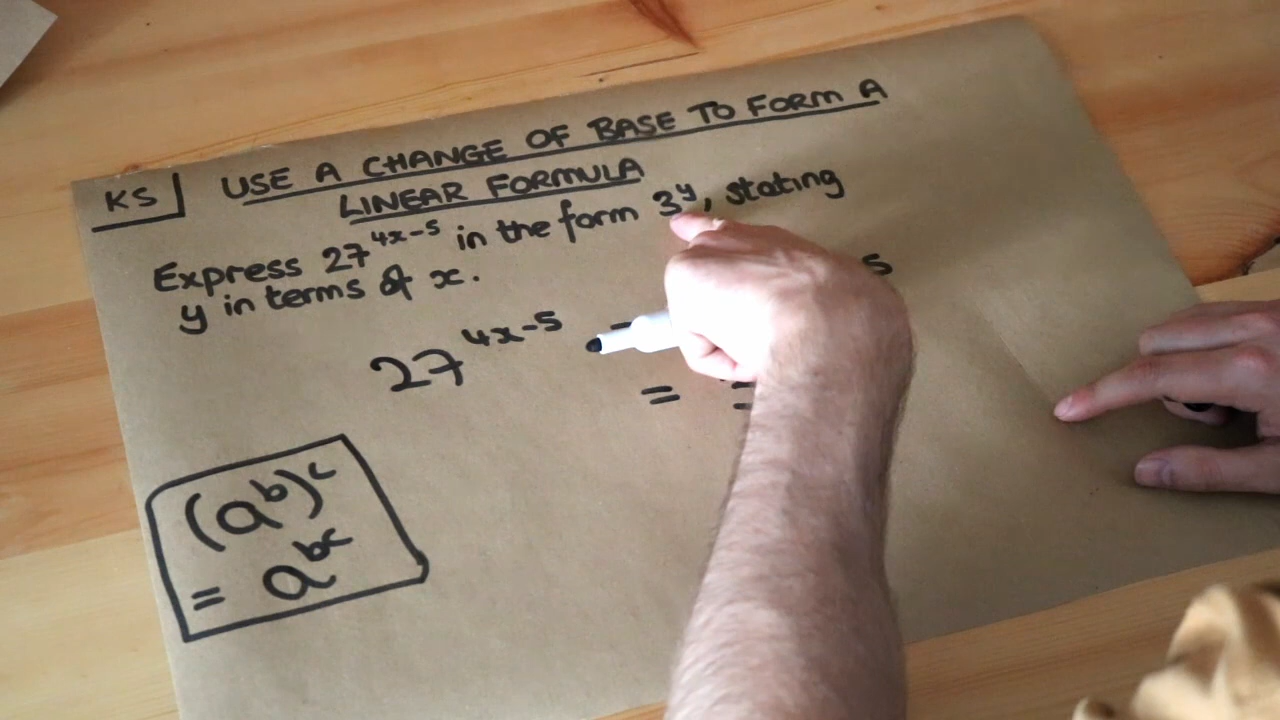 KS USE A CHANGE OF BASE TO FORM A
LINEAR FORMULA
Express 27^{4x-5} in the form 3^y, stating
y in terms of x.
27^{4x-5} =
=
(a^b)^c
= a^{bc}